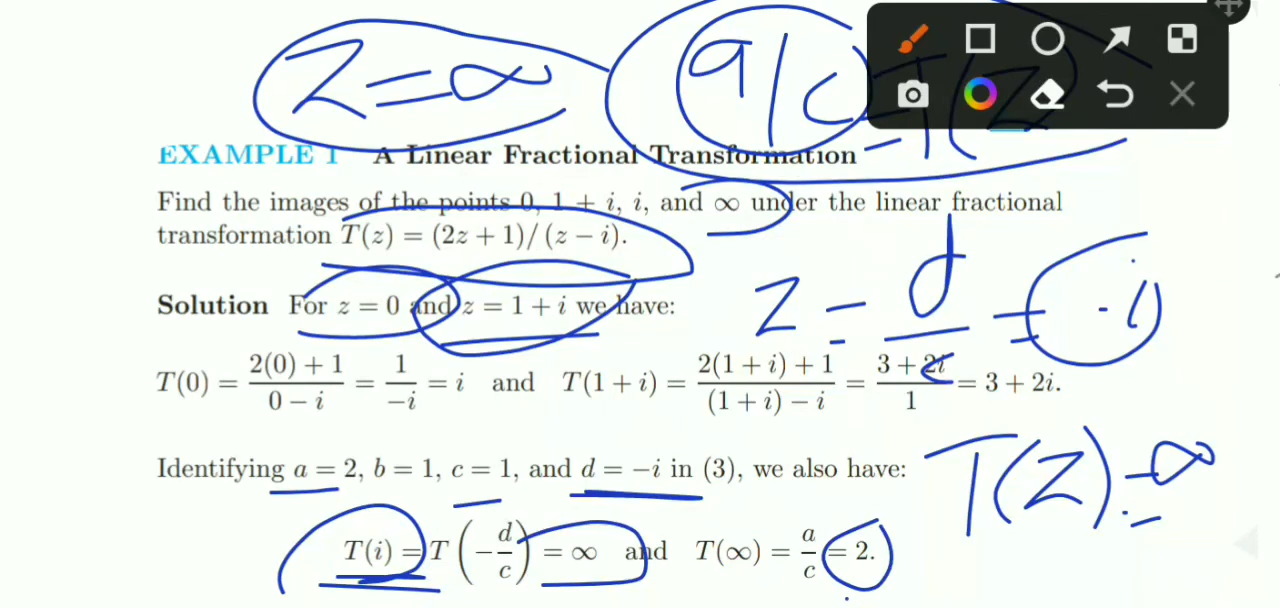 z = ∞ a/c = T(z)
EXAMPLE 1 A Linear Fractional Transformation
Find the images of the points 0, 1 + i, i, and ∞ under the linear fractional
transformation T(z) = (2z + 1)/(z − i).
Solution For z = 0 and z = 1 + i we have:
z = d/c = -i
T(0) = (2(0) + 1)/(0 − i) = 1/(−i) = i and T(1 + i) = (2(1 + i) + 1)/((1 + i) − i) = (3 + 2i)/1 = 3 + 2i.
Identifying a = 2, b = 1, c = 1, and d = −i in (3), we also have:
T(z) = ∞
T(i) = T(−d/c) = ∞ and T(∞) = a/c = 2.